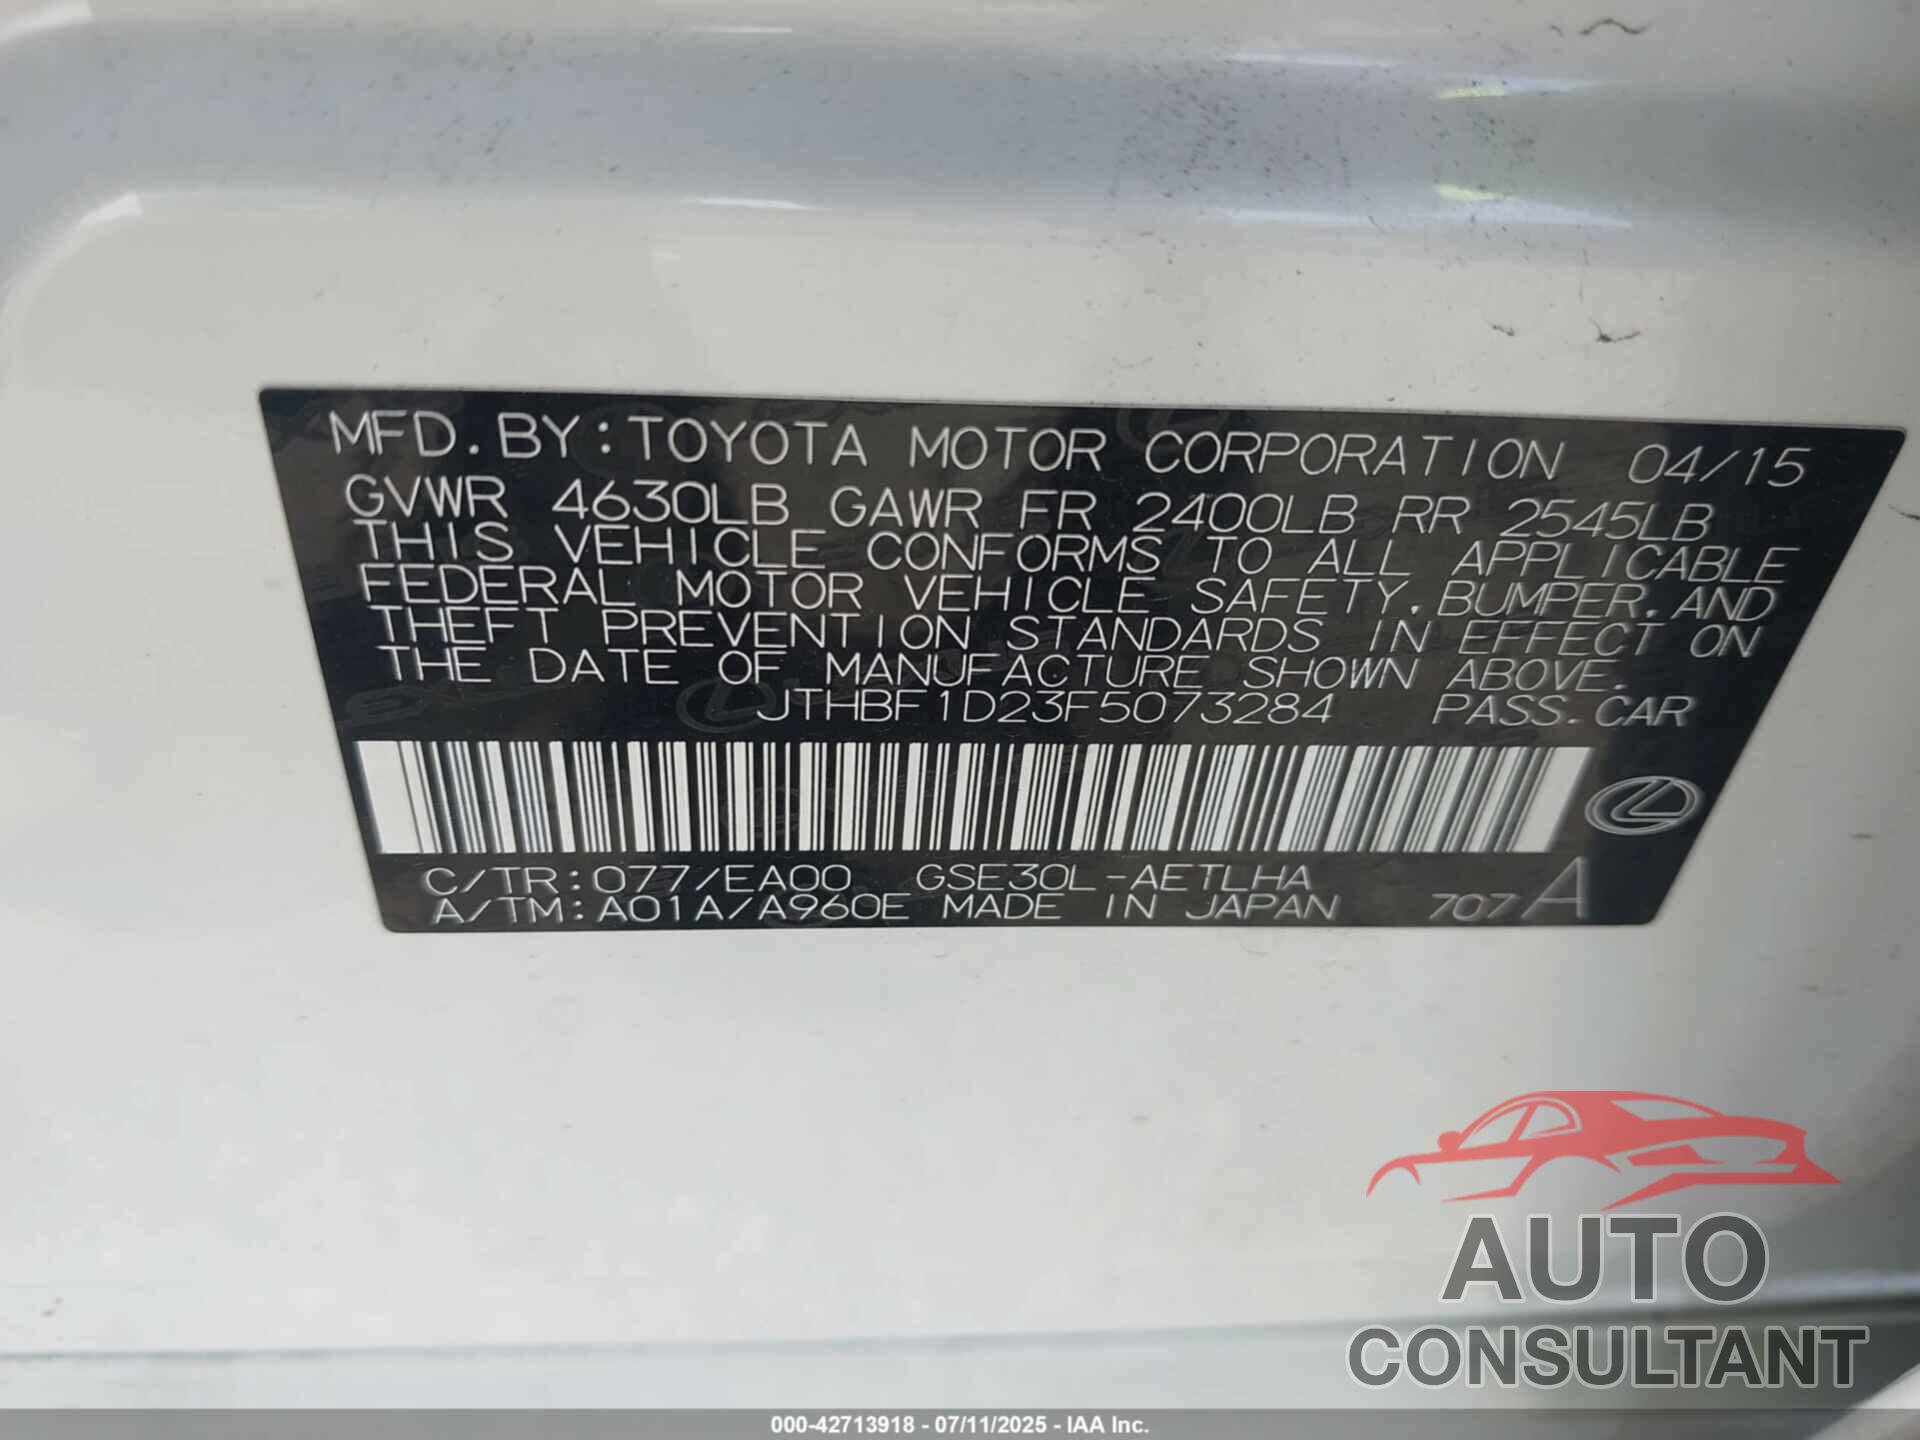 MFD. BY: TOYOTA MOTOR CORPORATION 04/15
GVWR 4630LB GAWR FR 2400LB RR 2545LB
THIS VEHICLE CONFORMS TO ALL APPLICABLE
FEDERAL MOTOR VEHICLE SAFETY, BUMPER, AND
THEFT PREVENTION STANDARDS IN EFFECT ON
THE DATE OF MANUFACTURE SHOWN ABOVE.
JTHBF1D23F5073284 PASS. CAR
C/TR: 077/EA00 GSE30L-AETLHA
A/TM: A01A/A960E MADE IN JAPAN 707 A
AUTO
CONSULTANT
000-42713918 - 07/11/2025 - IAA Inc.